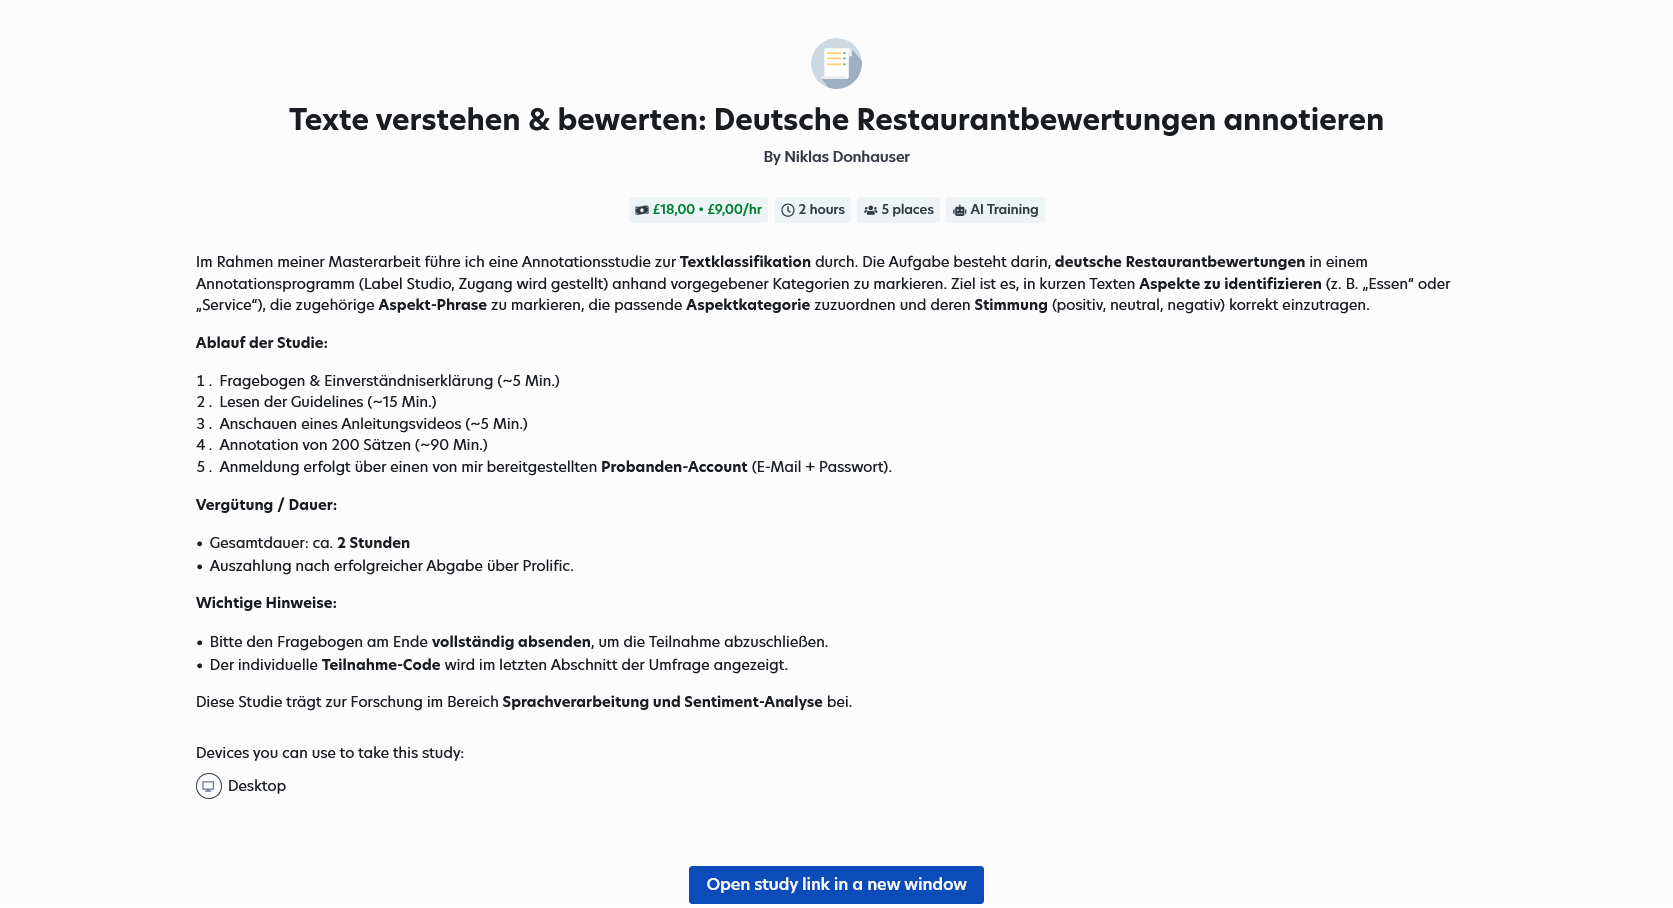 Texte verstehen & bewerten: Deutsche Restaurantbewertungen annotieren
By Niklas Donhauser
£18,00 • £9,00/hr
2 hours
5 places
AI Training
Im Rahmen meiner Masterarbeit führe ich eine Annotationsstudie zur Textklassifikation durch. Die Aufgabe besteht darin, deutsche Restaurantbewertungen in einem
Annotationsprogramm (Label Studio, Zugang wird gestellt) anhand vorgegebener Kategorien zu markieren. Ziel ist es, in kurzen Texten Aspekte zu identifizieren (z. B. „Essen“ oder
„Service“), die zugehörige Aspekt-Phrase zu markieren, die passende Aspektkategorie zuzuordnen und deren Stimmung (positiv, neutral, negativ) korrekt einzutragen.
Ablauf der Studie:
1. Fragebogen & Einverständniserklärung (~5 Min.)
2. Lesen der Guidelines (~15 Min.)
3. Anschauen eines Anleitungsvideos (~5 Min.)
4. Annotation von 200 Sätzen (~90 Min.)
5. Anmeldung erfolgt über einen von mir bereitgestellten Probanden-Account (E-Mail + Passwort).
Vergütung / Dauer:
• Gesamtdauer: ca. 2 Stunden
• Auszahlung nach erfolgreicher Abgabe über Prolific.
Wichtige Hinweise:
• Bitte den Fragebogen am Ende vollständig absenden, um die Teilnahme abzuschließen.
• Der individuelle Teilnahme-Code wird im letzten Abschnitt der Umfrage angezeigt.
Diese Studie trägt zur Forschung im Bereich Sprachverarbeitung und Sentiment-Analyse bei.
Devices you can use to take this study:
Desktop
Open study link in a new window